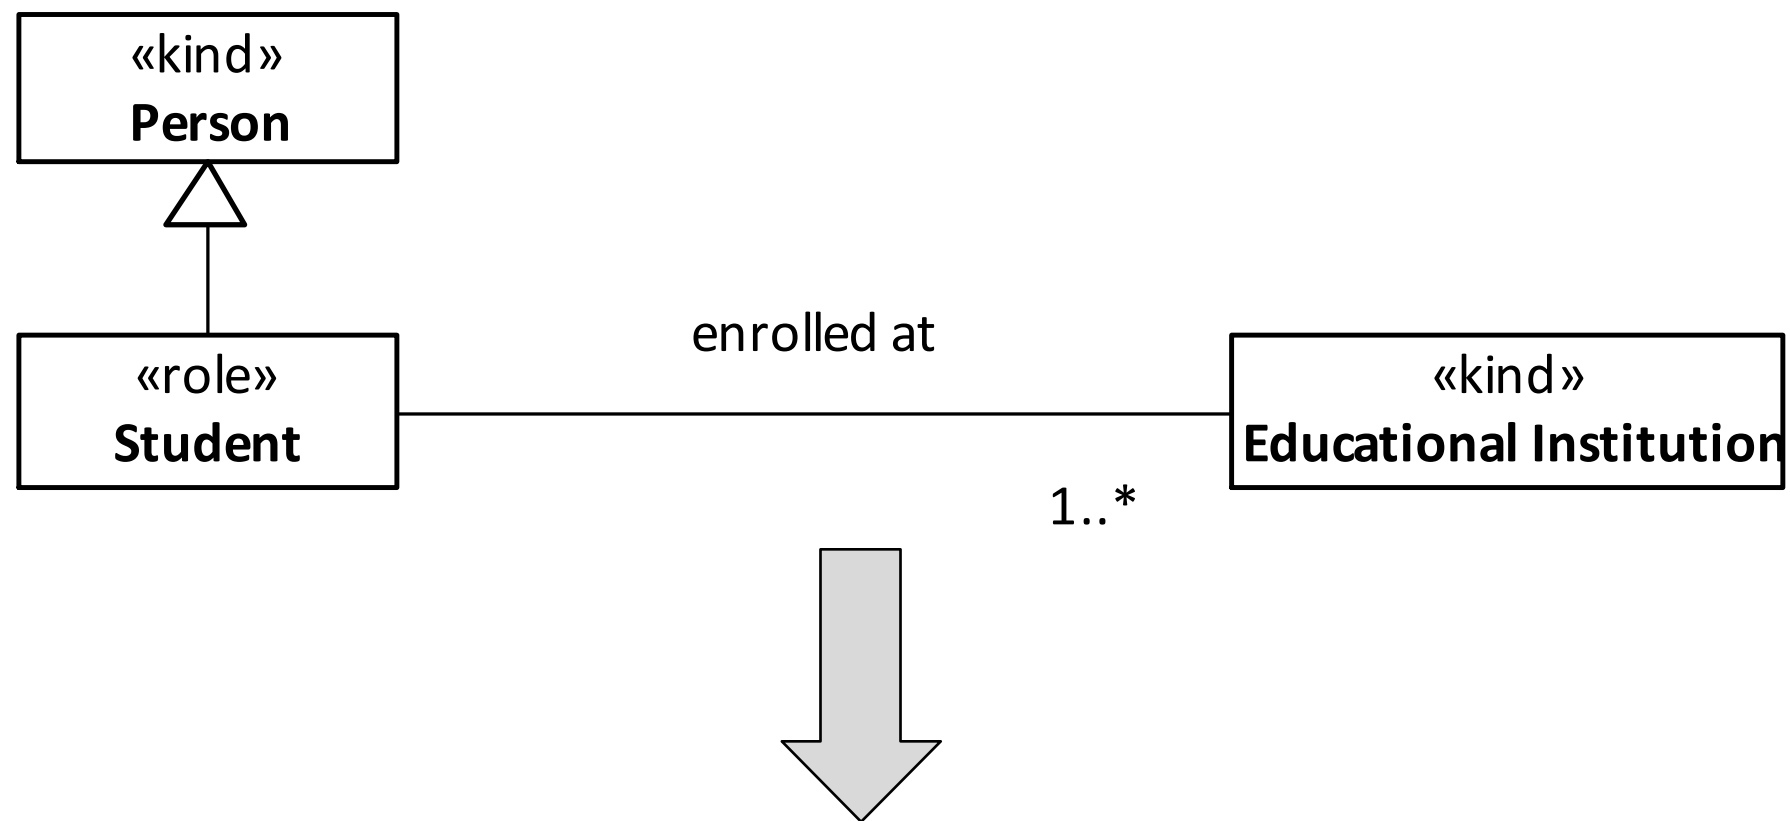 «kind»
Person
«role»
Student
enrolled at
«kind»
Educational Institution
1..*